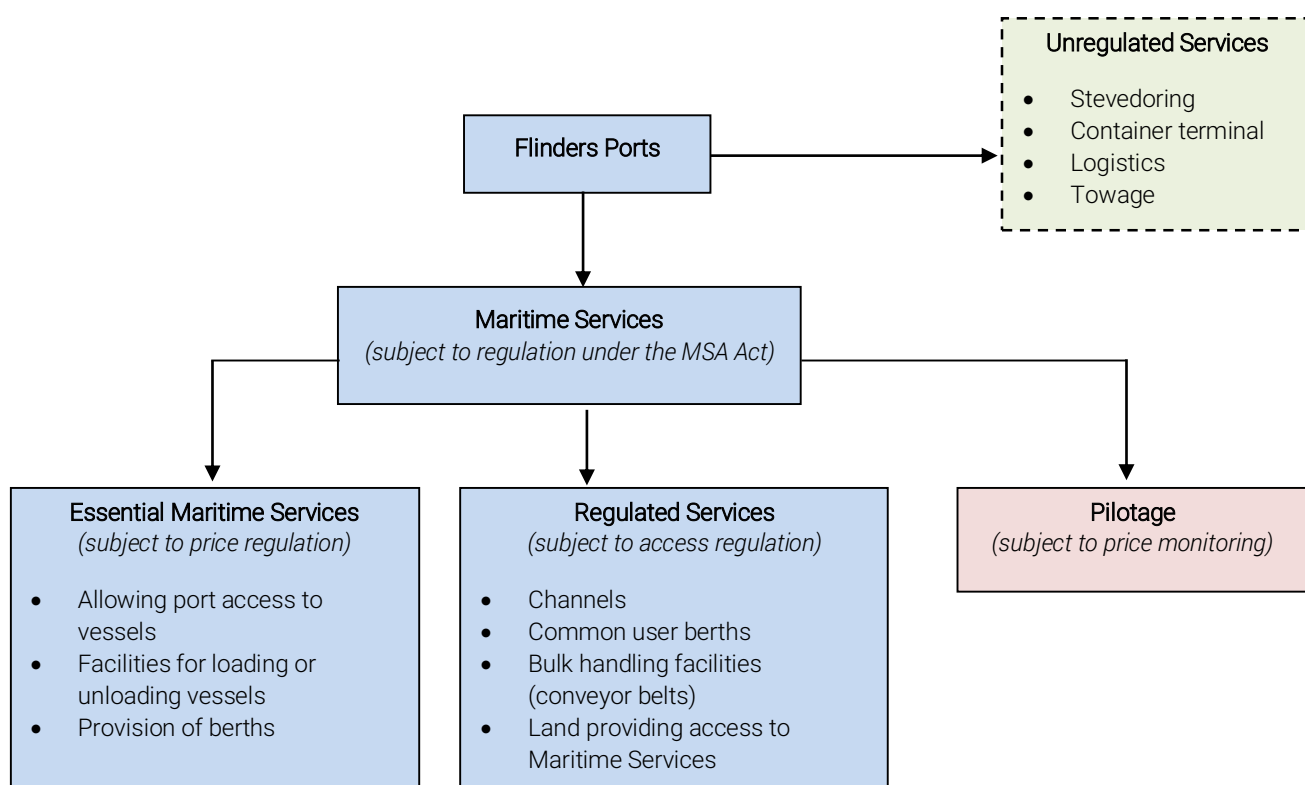 Unregulated Services
• Stevedoring
• Container terminal
• Logistics
• Towage
Flinders Ports
Maritime Services
(subject to regulation under the MSA Act)
Essential Maritime Services
(subject to price regulation)
• Allowing port access to
vessels
• Facilities for loading or
unloading vessels
• Provision of berths
Regulated Services
(subject to access regulation)
• Channels
• Common user berths
• Bulk handling facilities
(conveyor belts)
• Land providing access to
Maritime Services
Pilotage
(subject to price monitoring)